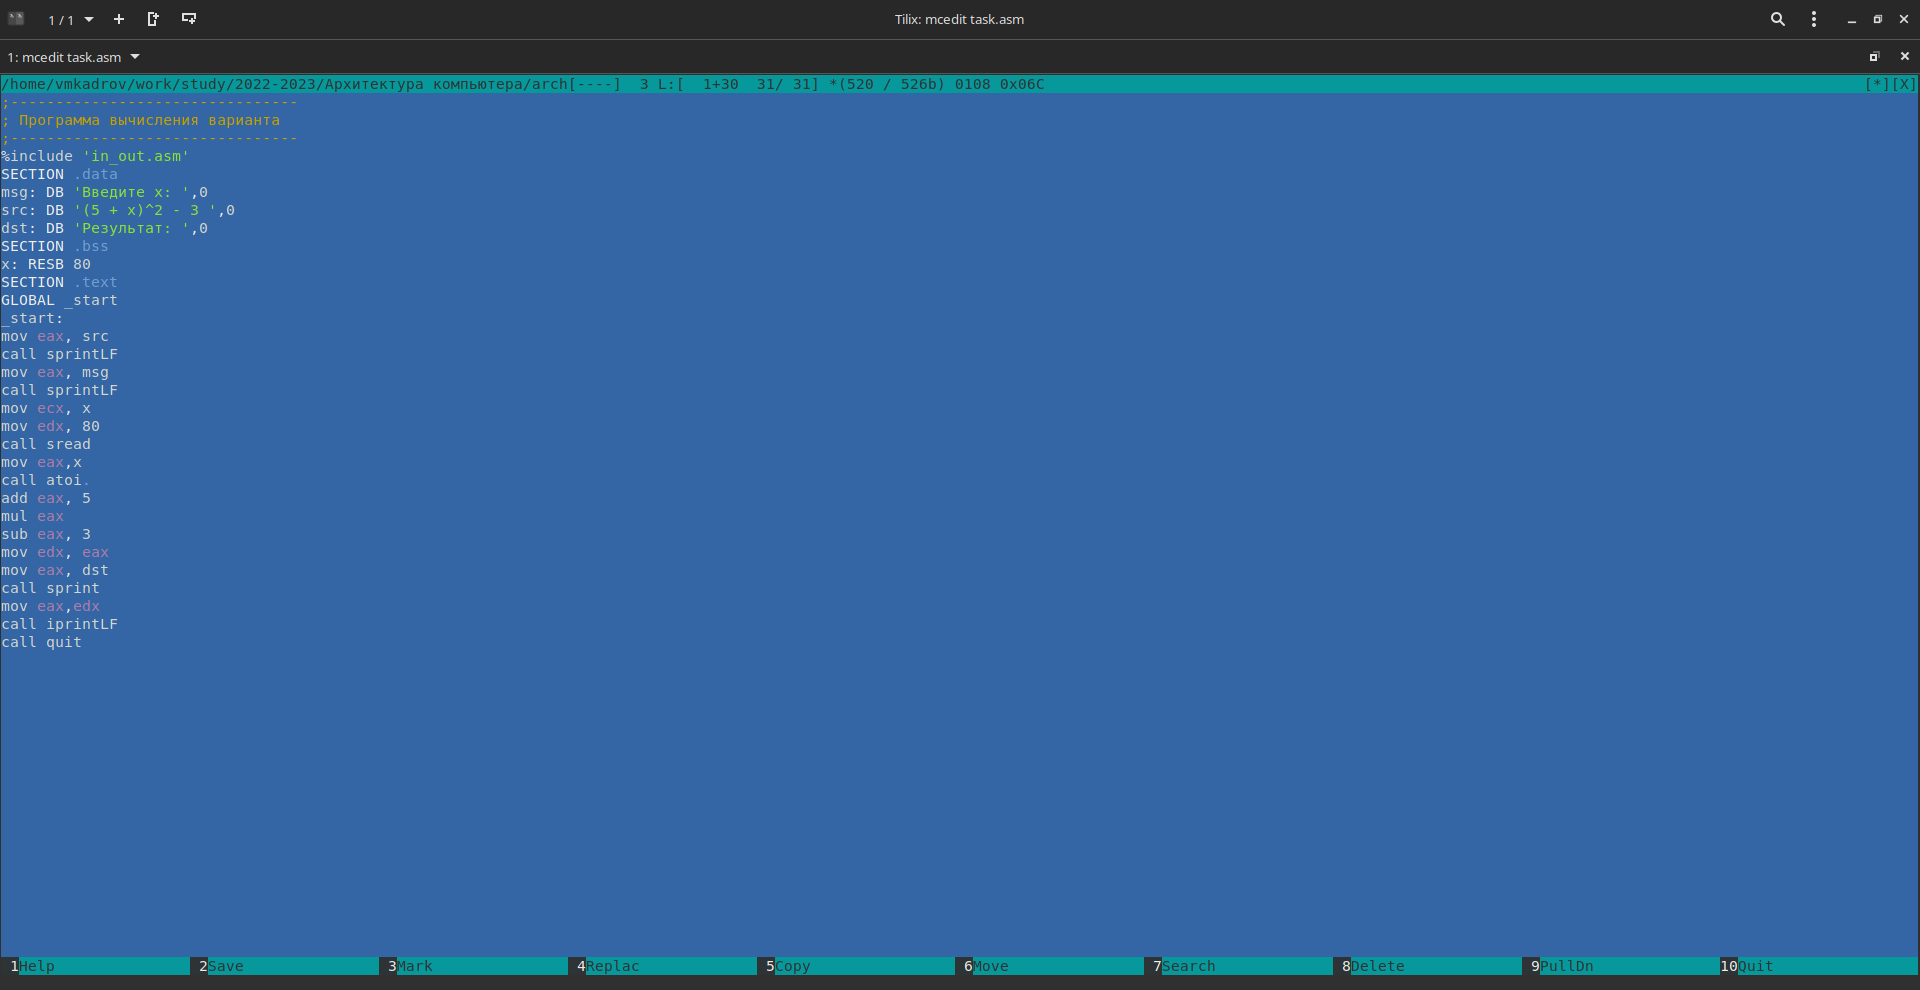 1 / 1
Tilix: mcedit task.asm
1: mcedit task.asm
/home/vmkadrov/work/study/2022-2023/Архитектура компьютера/arch[----]  3 L:[  1+30  31/ 31] *(520 / 526b) 0108 0x06C [*][X]
;--------------------------------
; Программа вычисления варианта
;--------------------------------
%include 'in_out.asm'
SECTION .data
msg: DB 'Введите x: ',0
src: DB '(5 + x)^2 - 3 ',0
dst: DB 'Результат: ',0
SECTION .bss
x: RESB 80
SECTION .text
GLOBAL _start
_start:
mov eax, src
call sprintLF
mov eax, msg
call sprintLF
mov ecx, x
mov edx, 80
call sread
mov eax,x
call atoi.
add eax, 5
mul eax
sub eax, 3
mov edx, eax
mov eax, dst
call sprint
mov eax,edx
call iprintLF
call quit
1Help 2Save 3Mark 4Replac 5Copy 6Move 7Search 8Delete 9PullDn 10Quit